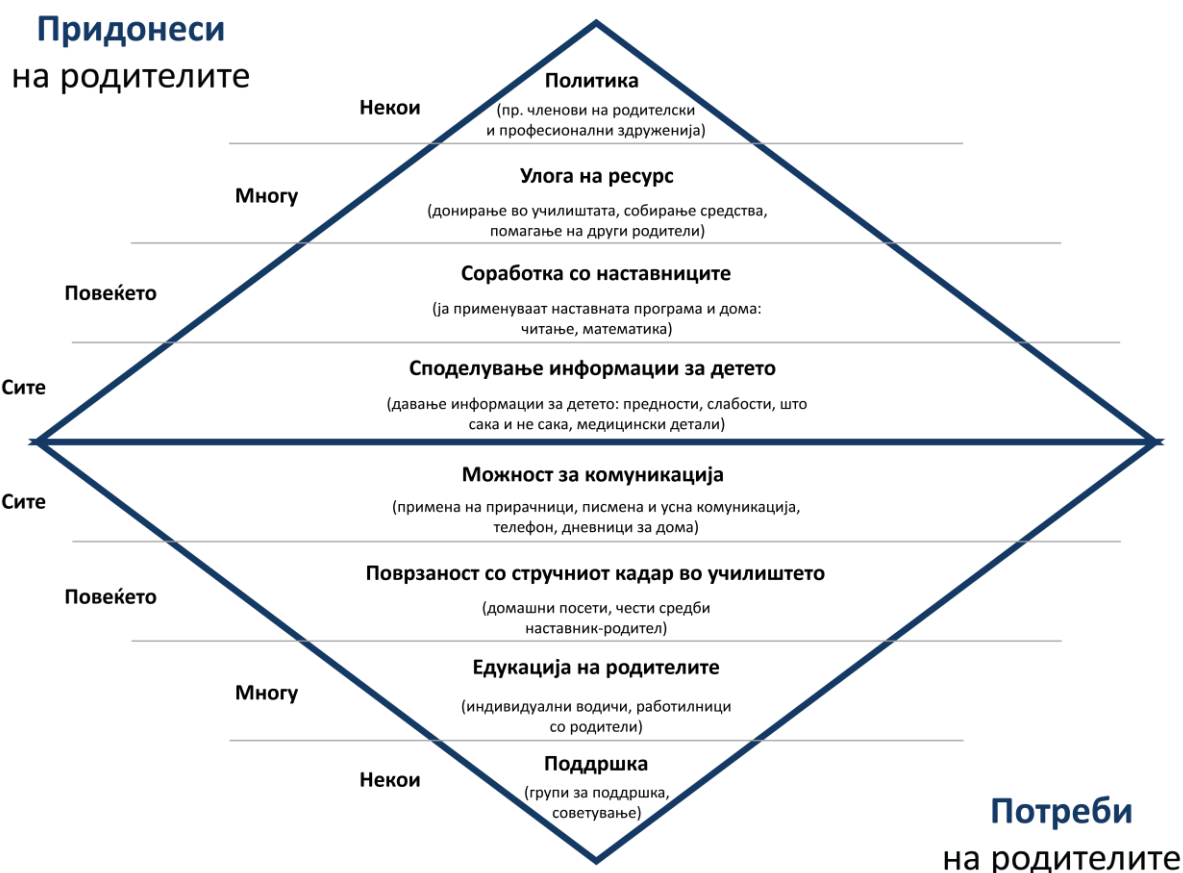 Придонеси
на родителите
Некои
Политика
(пр. членови на родителски
и професионални здруженија)
Многу
Улога на ресурс
(донирање во училиштата, собирање средства,
помагање на други родители)
Повеќето
Соработка со наставниците
(ја применуваат наставната програма и дома:
читање, математика)
Сите
Споделување информации за детето
(давање информации за детето: предности, слабости, што
сака и не сака, медицински детали)
Сите
Можност за комуникација
(примена на прирачници, писмена и усна комуникација,
телефон, дневници за дома)
Повеќето
Поврзаност со стручниот кадар во училиштето
(домашни посети, чести средби
наставник-родител)
Многу
Едукација на родителите
(индивидуални водичи, работилници
со родители)
Некои
Поддршка
(групи за поддршка,
советување)
Потреби
на родителите